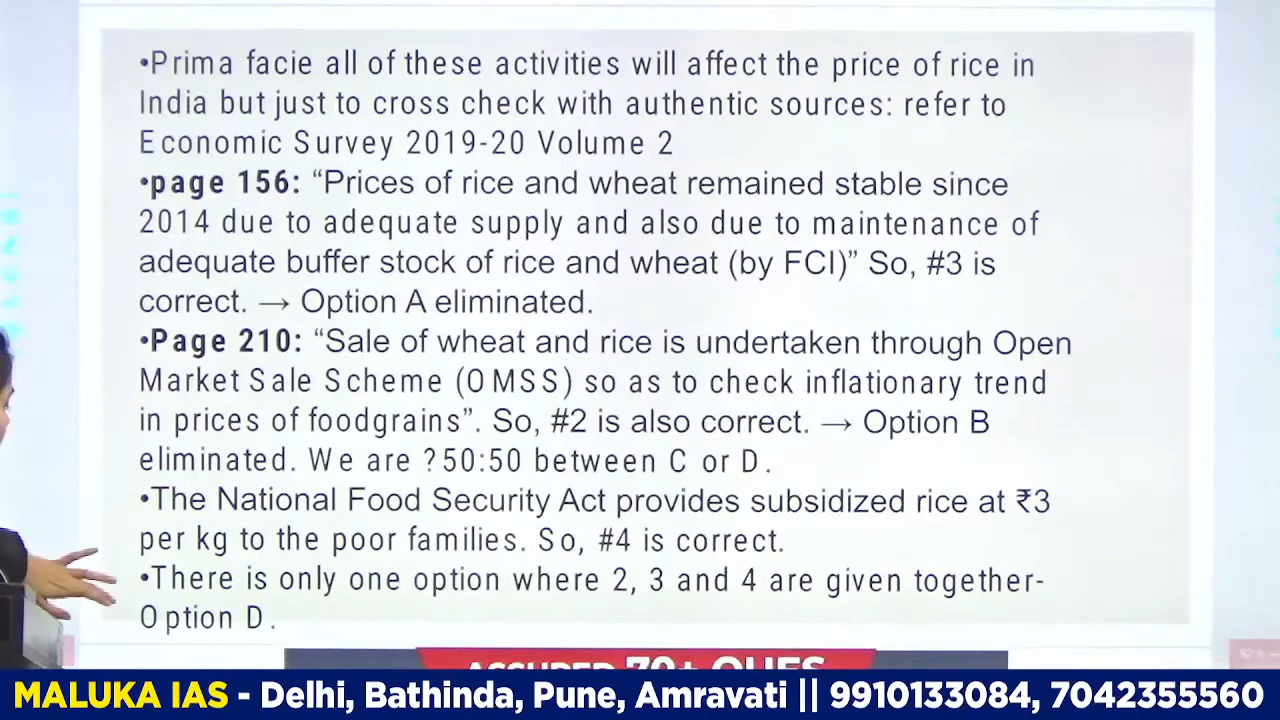 •Prima facie all of these activities will affect the price of rice in
India but just to cross check with authentic sources: refer to
Economic Survey 2019-20 Volume 2
•page 156: “Prices of rice and wheat remained stable since
2014 due to adequate supply and also due to maintenance of
adequate buffer stock of rice and wheat (by FCI)” So, #3 is
correct. → Option A eliminated.
•Page 210: “Sale of wheat and rice is undertaken through Open
Market Sale Scheme (OMSS) so as to check inflationary trend
in prices of foodgrains”. So, #2 is also correct. → Option B
eliminated. We are ?50:50 between C or D.
•The National Food Security Act provides subsidized rice at ₹3
per kg to the poor families. So, #4 is correct.
•There is only one option where 2, 3 and 4 are given together-
Option D.
ASSURED 70+ QUES
MALUKA IAS - Delhi, Bathinda, Pune, Amravati || 9910133084, 7042355560